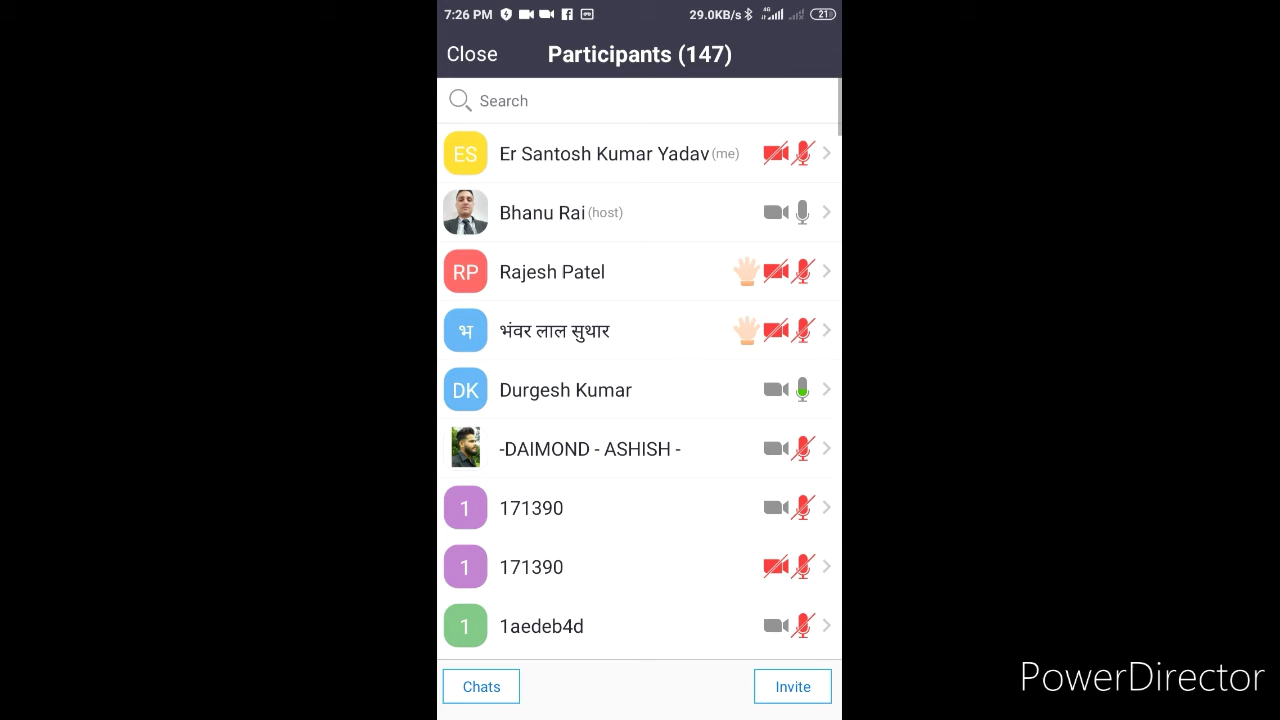 7:26 PM 29.0KB/s 4G 21
Close Participants (147)
Search
ES Er Santosh Kumar Yadav (me)
Bhanu Rai (host)
RP Rajesh Patel
भ भंवर लाल सुथार
DK Durgesh Kumar
-DAIMOND - ASHISH -
1 171390
1 171390
1 1aedeb4d
Chats Invite
PowerDirector